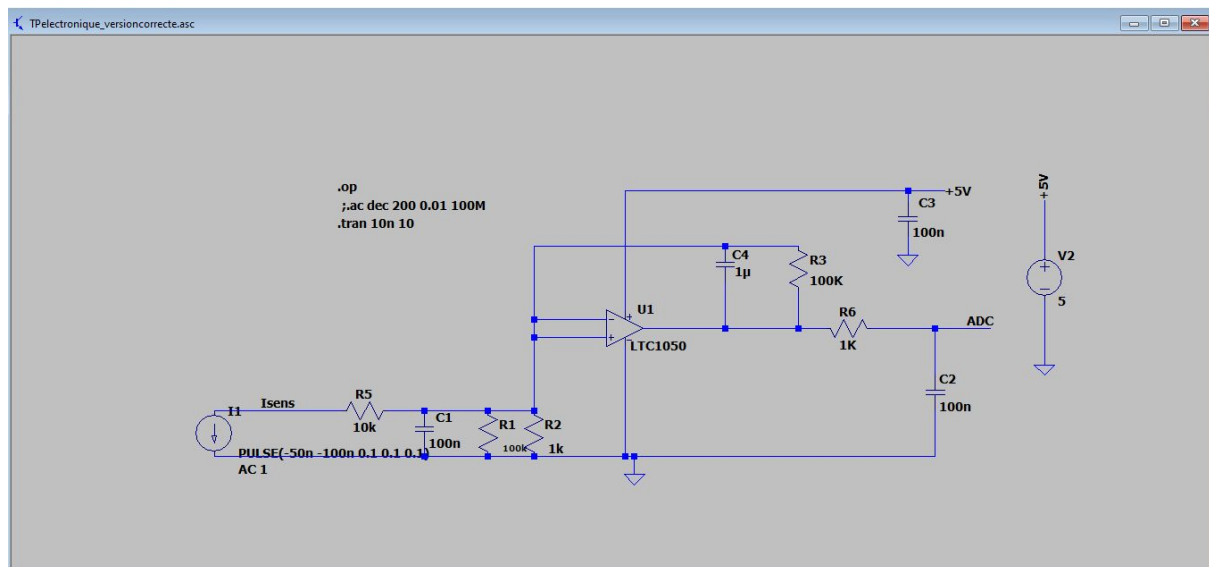 TPelectronique_versioncorrecte.asc
.op
;.ac dec 200 0.01 100M
.tran 10n 10
+5V
C3
100n
+5V
V2
5
C4
1µ
R3
100K
U1
LTC1050
R6
1K
ADC
C2
100n
I1
Isens
R5
10k
C1
100n
R1
100k
R2
1k
PULSE(-50n -100n 0.1 0.1 0.1)
AC 1